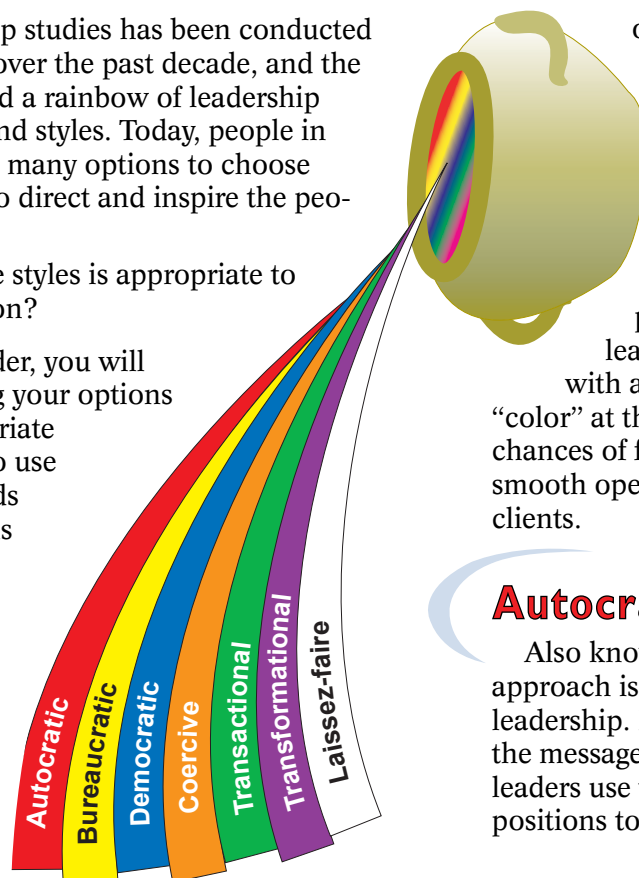 p studies has been conducted
over the past decade, and the
d a rainbow of leadership
nd styles. Today, people in
many options to choose
o direct and inspire the peo-
e styles is appropriate to
on?
der, you will
g your options
riate
o use
ds
s
Autocratic
Bureaucratic
Democratic
Coercive
Transactional
Transformational
Laissez-faire
lea
with a
“color” at th
chances of f
smooth ope
clients.
Autocra
Also kno
approach is
leadership.
the message
leaders use
positions to